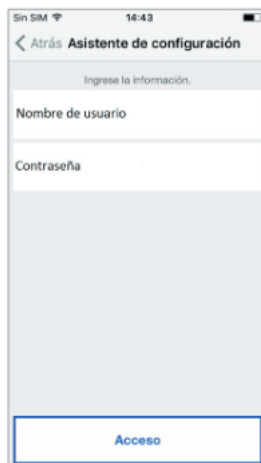 Sin SIM 14:43
Atrás Asistente de configuración
Ingrese la información.
Nombre de usuario
Contraseña
Acceso